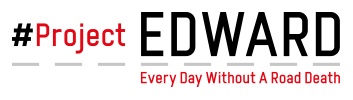 #Project EDWARD
Every Day Without A Road Death